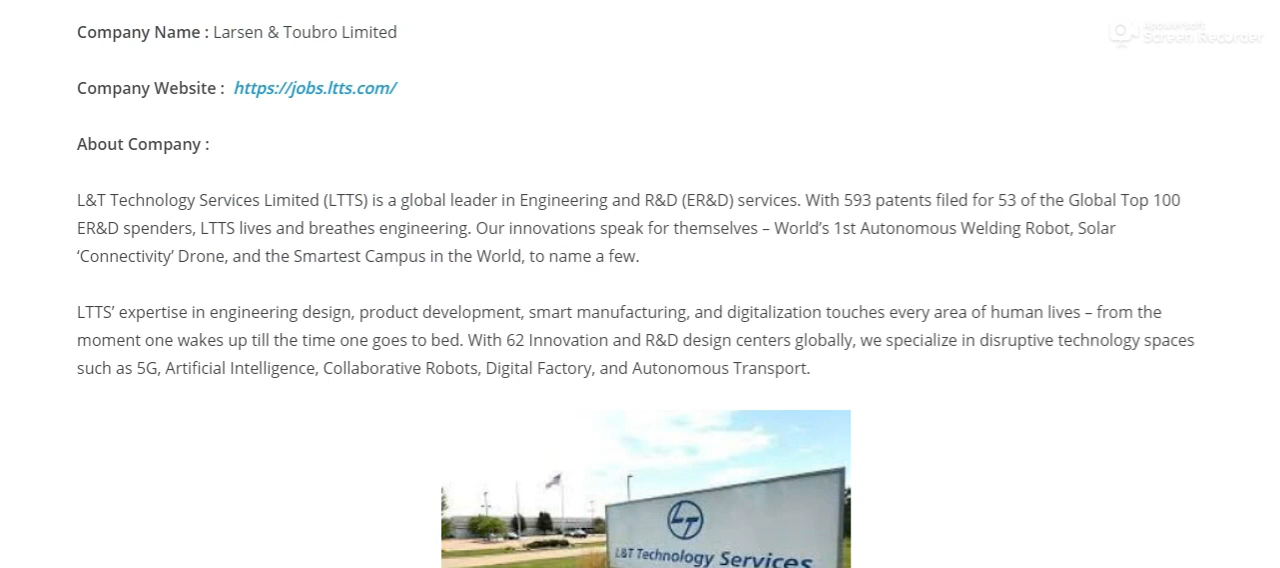 Company Name : Larsen & Toubro Limited
Apowersoft
Screen Recorder
Company Website : https://jobs.ltts.com/
About Company :
L&T Technology Services Limited (LTTS) is a global leader in Engineering and R&D (ER&D) services. With 593 patents filed for 53 of the Global Top 100
ER&D spenders, LTTS lives and breathes engineering. Our innovations speak for themselves – World’s 1st Autonomous Welding Robot, Solar
‘Connectivity’ Drone, and the Smartest Campus in the World, to name a few.
LTTS’ expertise in engineering design, product development, smart manufacturing, and digitalization touches every area of human lives – from the
moment one wakes up till the time one goes to bed. With 62 Innovation and R&D design centers globally, we specialize in disruptive technology spaces
such as 5G, Artificial Intelligence, Collaborative Robots, Digital Factory, and Autonomous Transport.
L&T Technology Services